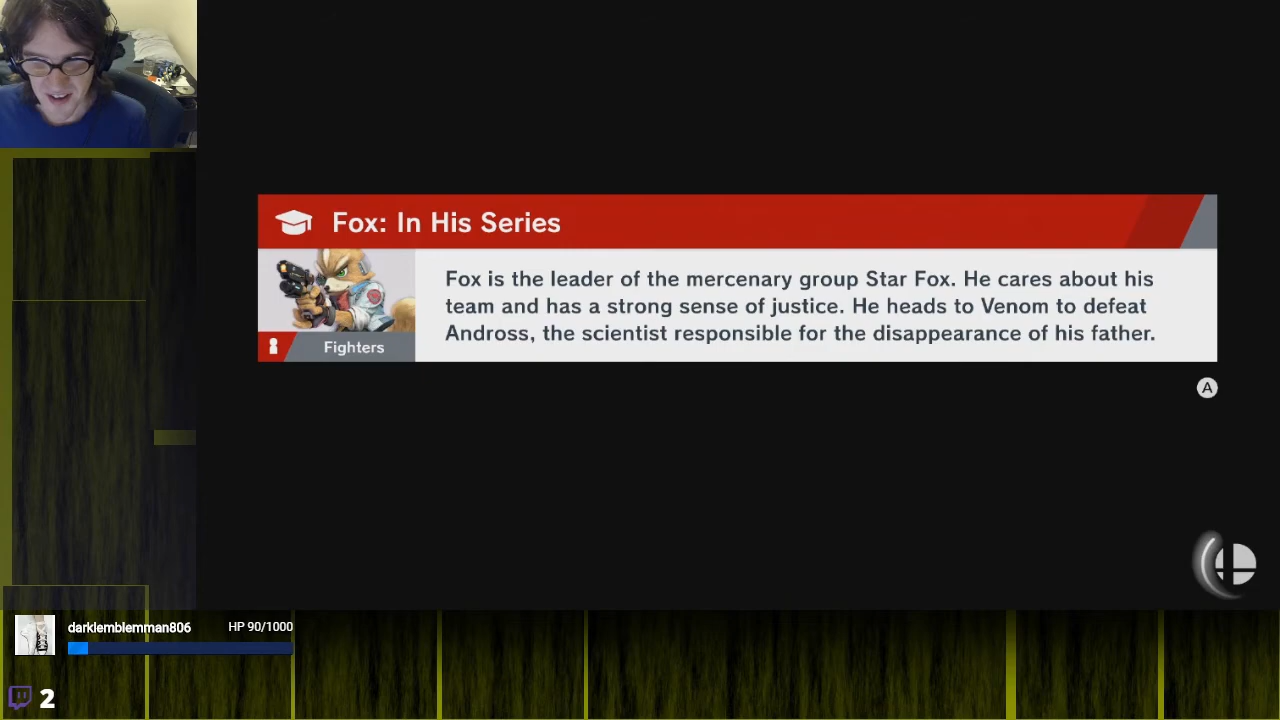 Fox: In His Series
Fox is the leader of the mercenary group Star Fox. He cares about his
team and has a strong sense of justice. He heads to Venom to defeat
Andross, the scientist responsible for the disappearance of his father.
Fighters
A
darklemblemman806 HP 90/1000
2